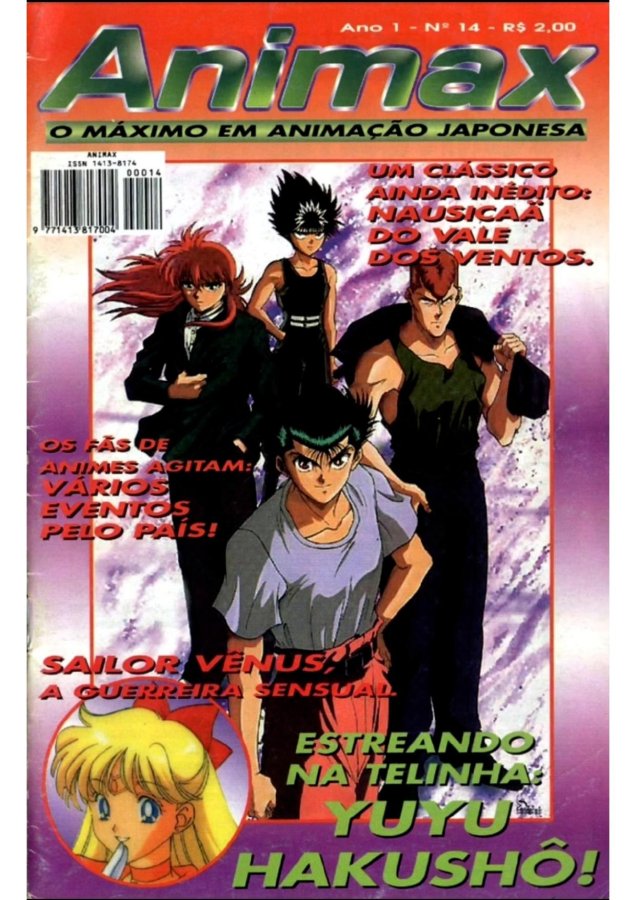 Ano 1 - Nº 14 - R$ 2,00
Animax
O MÁXIMO EM ANIMAÇÃO JAPONESA
ANIMAX
ISSN 1413-8174
00014
9 771413 817004
UM CLÁSSICO
AINDA INÉDITO:
NAUSICAÄ
DO VALE
DOS VENTOS.
OS FÃS DE
ANIMES AGITAM:
VÁRIOS
EVENTOS
PELO PAÍS!
SAILOR VÊNUS,
A GUERREIRA SENSUAL
ESTREANDO
NA TELINHA:
YUYU
HAKUSHÔ!